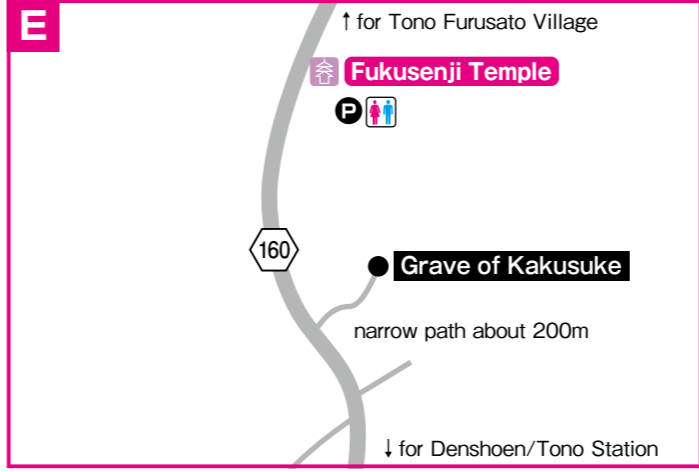 E
↑ for Tono Furusato Village
Fukusenji Temple
P
160
Grave of Kakusuke
narrow path about 200m
↓ for Denshoen/Tono Station